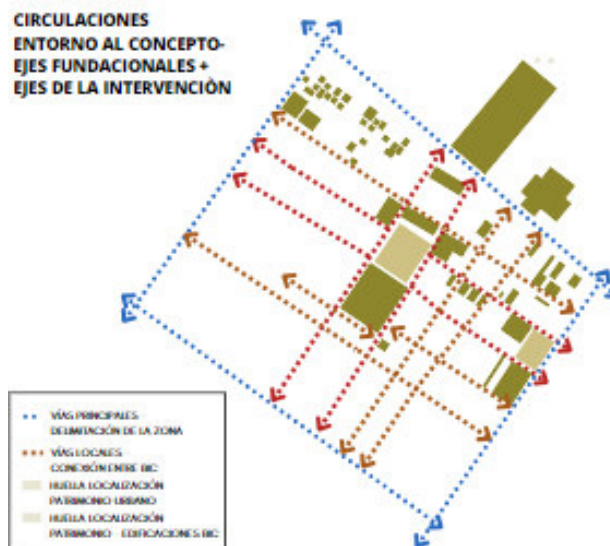 CIRCULACIONES
ENTORNO AL CONCEPTO-
EJES FUNDACIONALES +
EJES DE LA INTERVENCIÓN
VÍAS PRINCIPALES
DELIMITACIÓN DE LA ZONA
VÍAS LOCALES
CONEXIÓN ENTRE BIC
HUELLA LOCALIZACIÓN
PATRIMONIO URBANO
HUELLA LOCALIZACIÓN
PATRIMONIO - EDIFICACIONES BIC